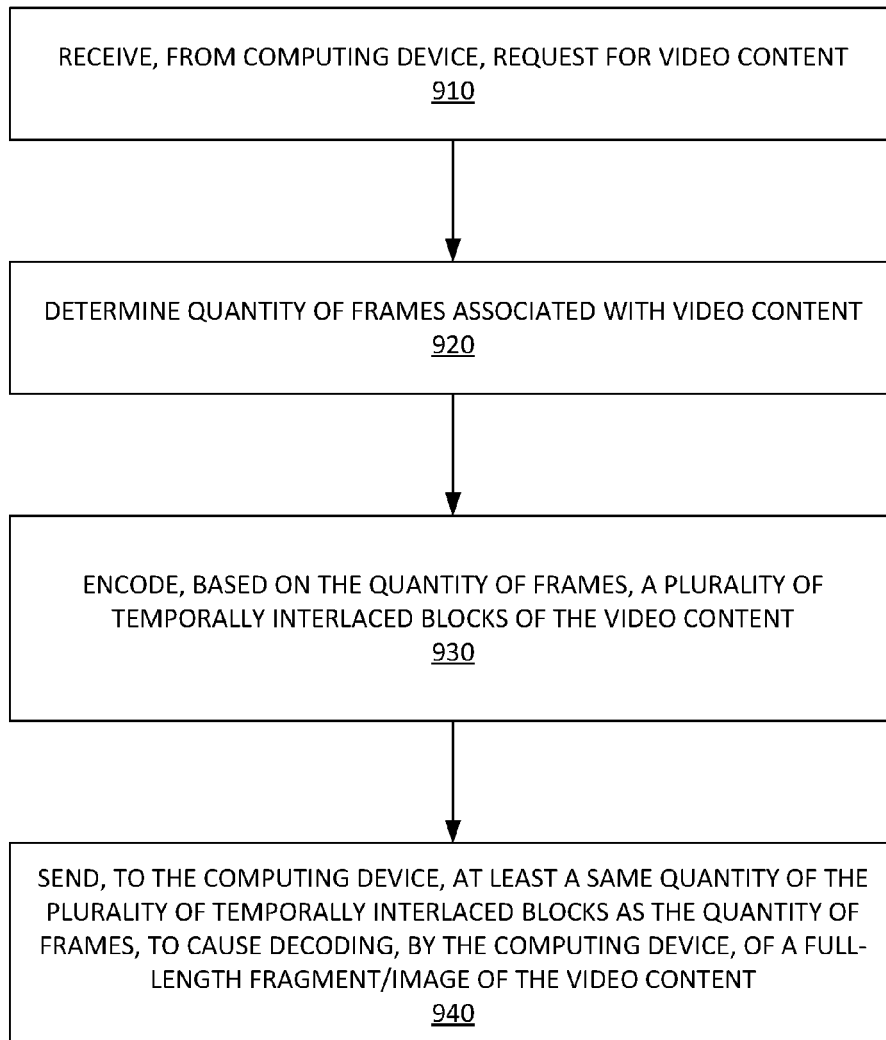 RECEIVE, FROM COMPUTING DEVICE, REQUEST FOR VIDEO CONTENT
910
DETERMINE QUANTITY OF FRAMES ASSOCIATED WITH VIDEO CONTENT
920
ENCODE, BASED ON THE QUANTITY OF FRAMES, A PLURALITY OF
TEMPORALLY INTERLACED BLOCKS OF THE VIDEO CONTENT
930
SEND, TO THE COMPUTING DEVICE, AT LEAST A SAME QUANTITY OF THE
PLURALITY OF TEMPORALLY INTERLACED BLOCKS AS THE QUANTITY OF
FRAMES, TO CAUSE DECODING, BY THE COMPUTING DEVICE, OF A FULL-
LENGTH FRAGMENT/IMAGE OF THE VIDEO CONTENT
940